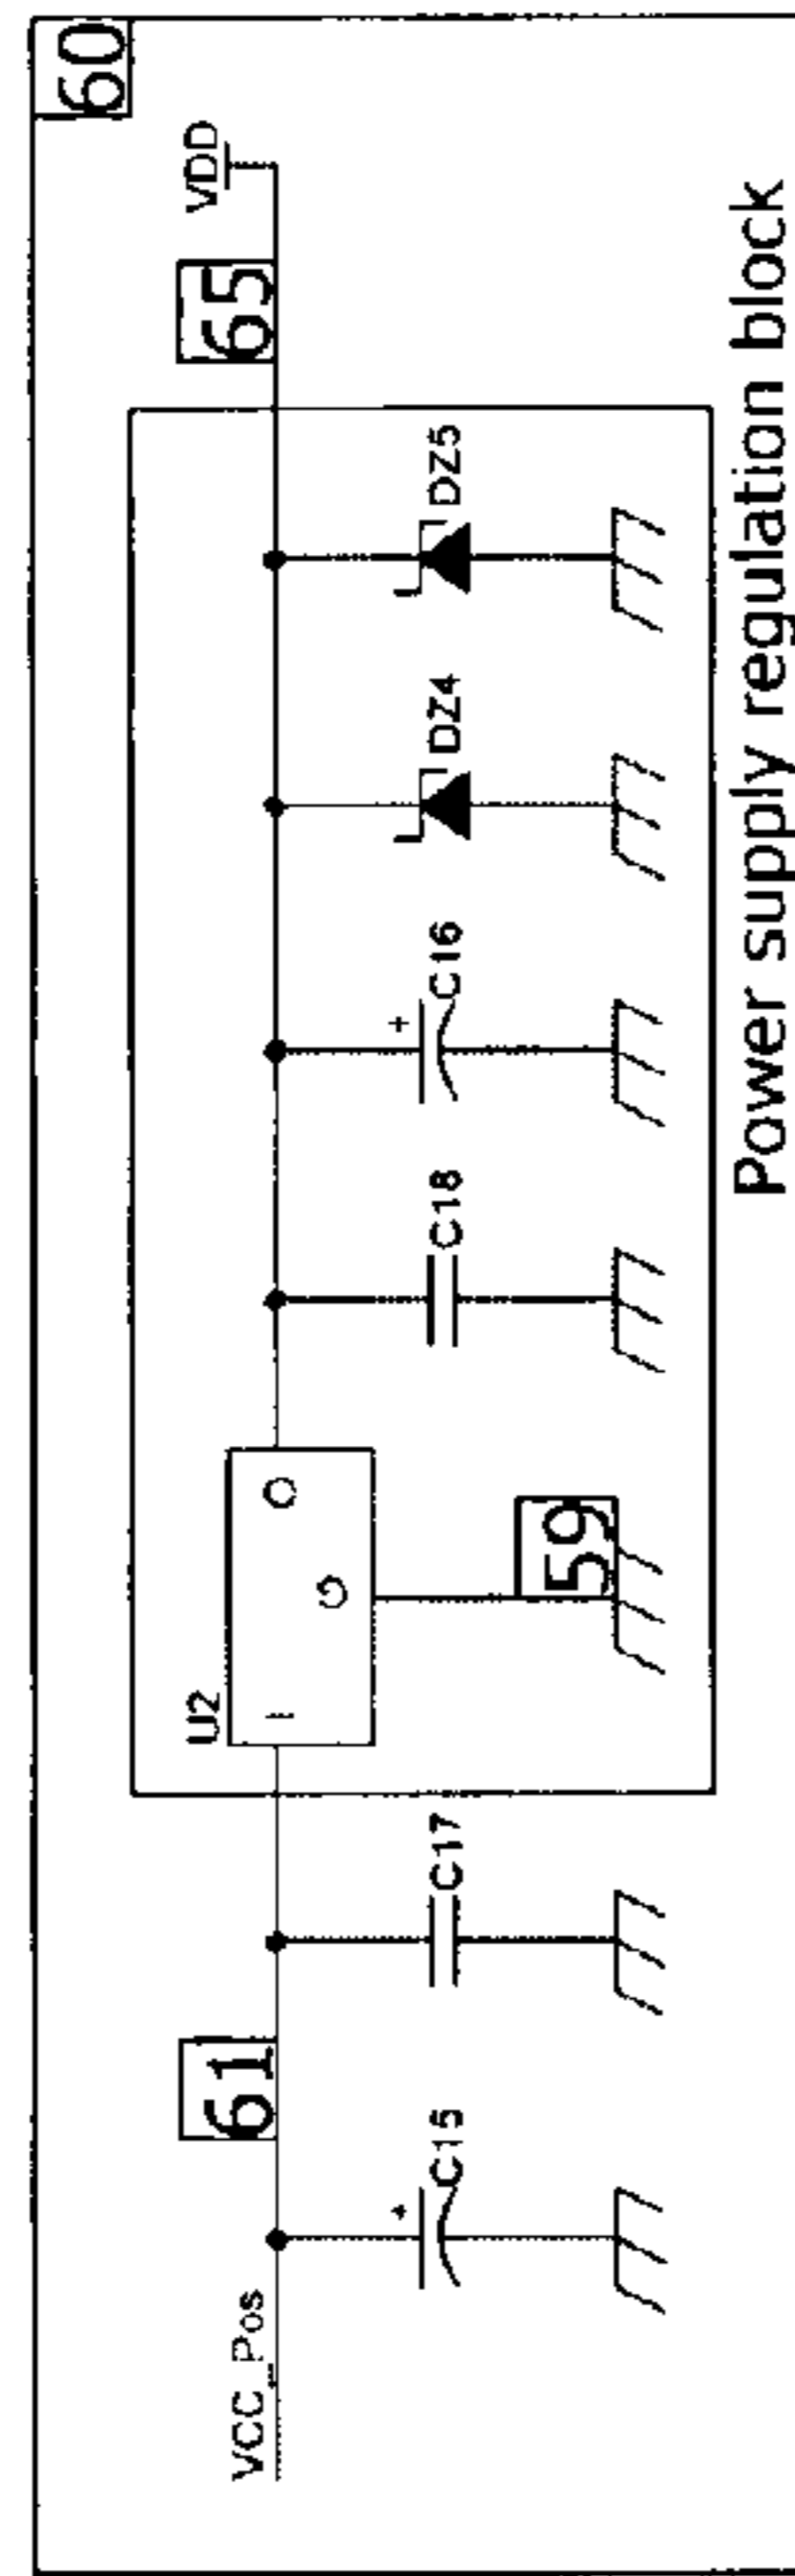 60
VCC_Pos
61
65
VDD
U2
I
G
O
59
C15
C17
C18
C16
DZ4
DZ5
+
+
Power supply regulation block